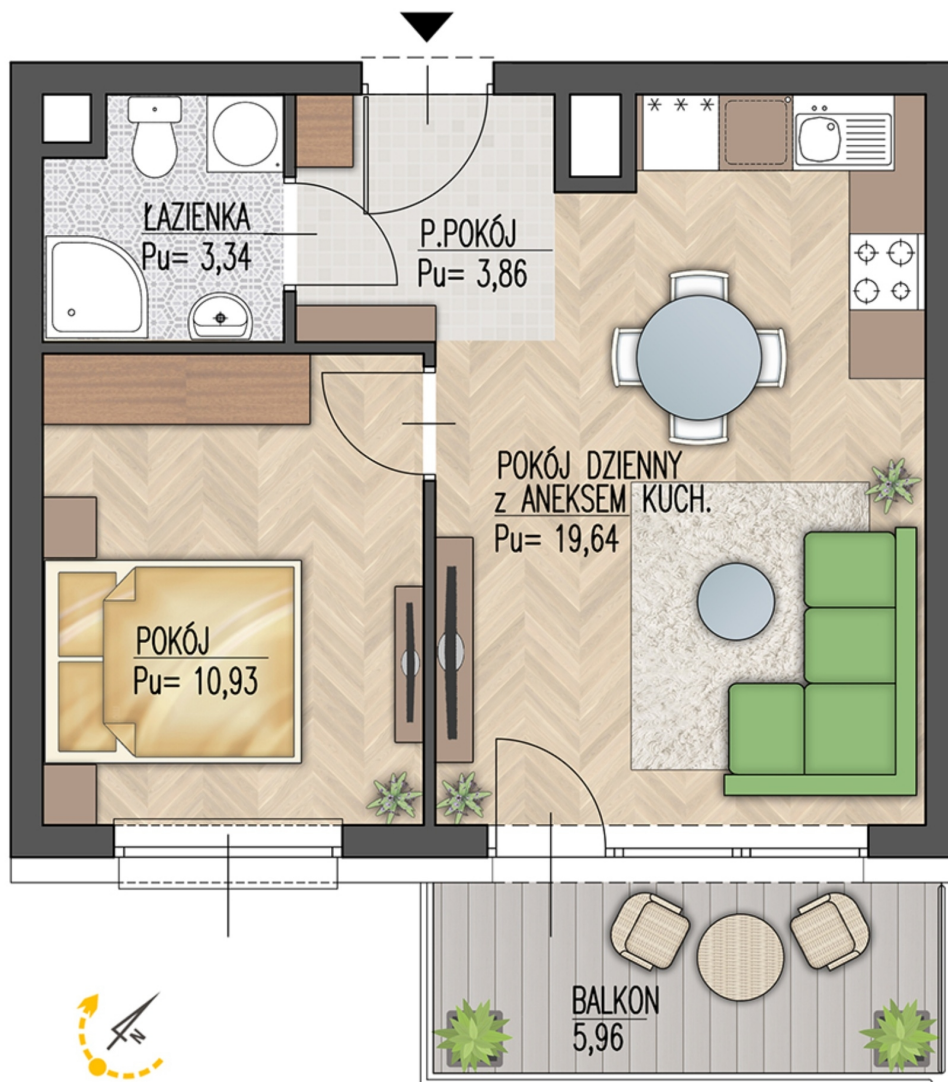 ŁAZIENKA
Pu= 3,34
P.POKÓJ
Pu= 3,86
POKÓJ DZIENNY
z ANEKSEM KUCH.
Pu= 19,64
POKÓJ
Pu= 10,93
BALKON
5,96
N